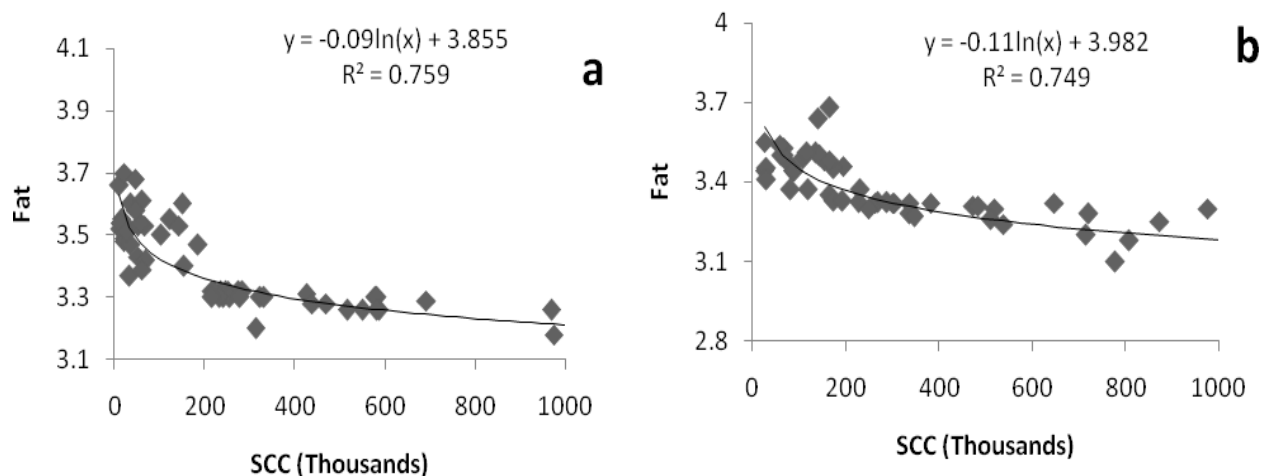 y = -0.09ln(x) + 3.855
R² = 0.759
a
4.1
3.9
3.7
3.5
3.3
3.1
Fat
0 200 400 600 800 1000
SCC (Thousands)
y = -0.11ln(x) + 3.982
R² = 0.749
b
4
3.7
3.4
3.1
2.8
Fat
0 200 400 600 800 1000
SCC (Thousands)